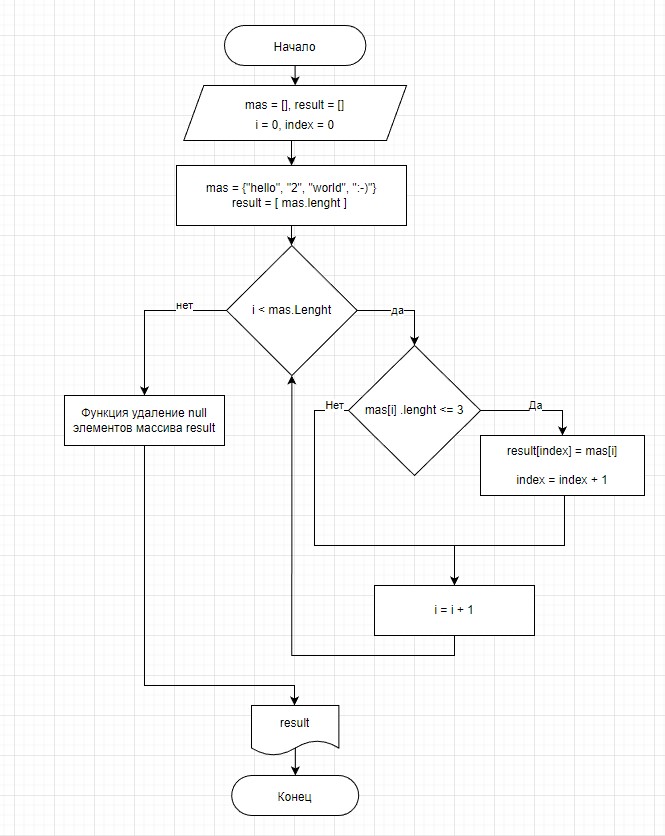 Начало
mas = [], result = []
i = 0, index = 0
mas = {"hello", "2", "world", ":-)"}
result = [ mas.lenght ]
i < mas.Lenght
нет
да
Функция удаление null
элементов массива result
mas[i] .lenght <= 3
Нет
Да
result[index] = mas[i]
index = index + 1
i = i + 1
result
Конец